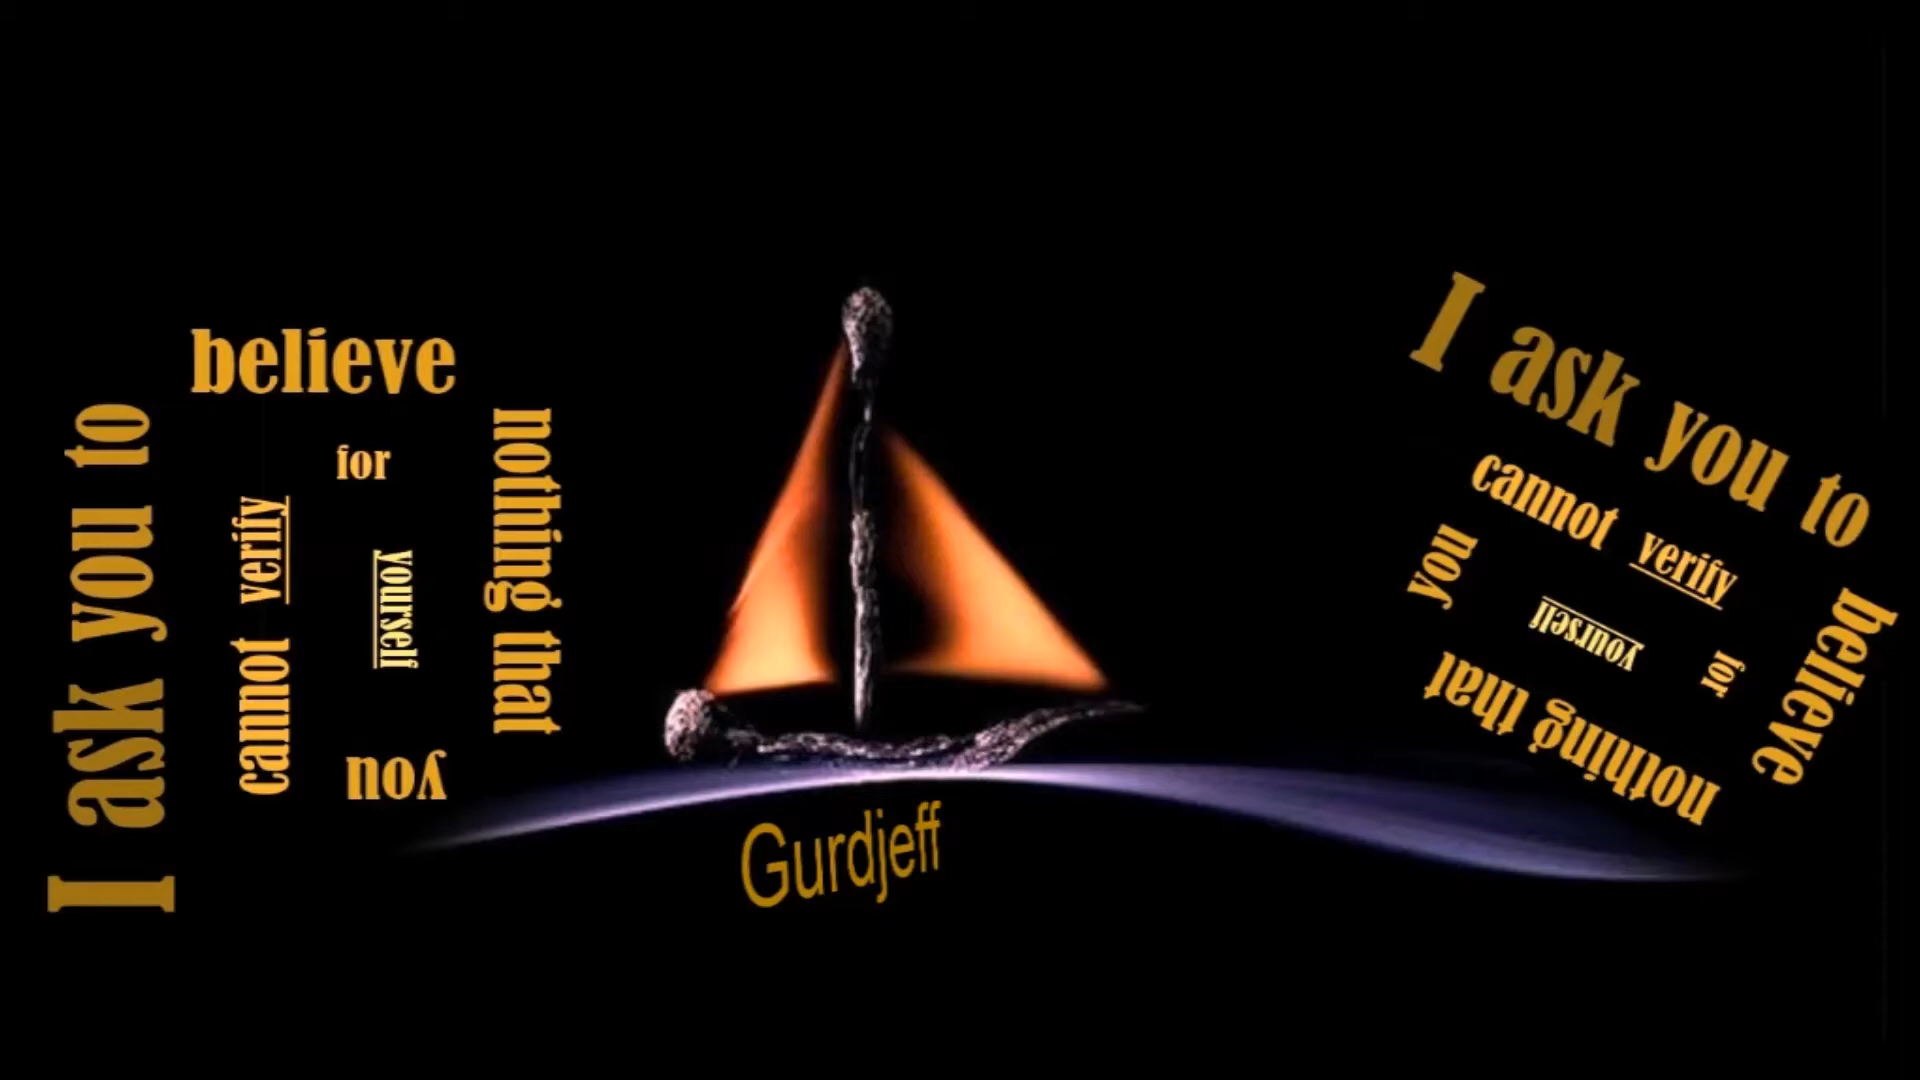 I ask you to
believe
nothing that
you
cannot verify
for
yourself
Gurdjeff
I ask you to
believe
nothing that
you
cannot verify
for
yourself